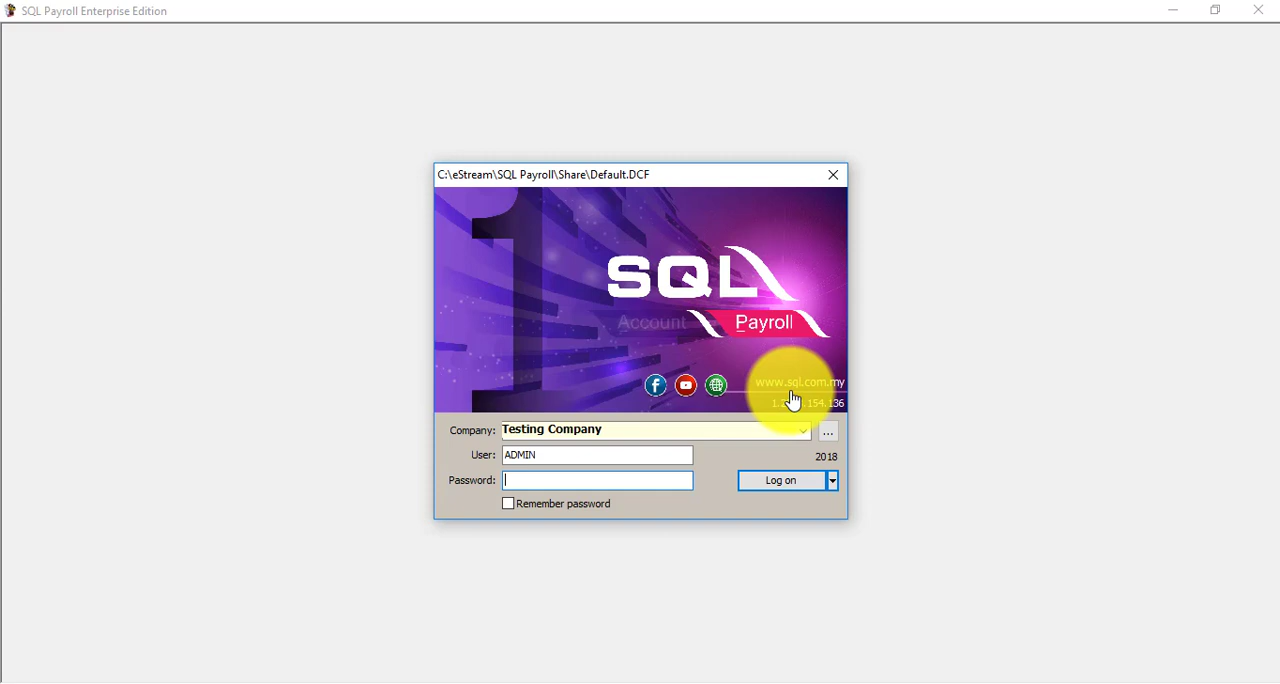 SQL Payroll Enterprise Edition
C:\eStream\SQL Payroll\Share\Default.DCF
1
SQL
Account Payroll
www.sql.com.my
154.136
Company: Testing Company ...
User: ADMIN
2018
Password:
Log on
Remember password